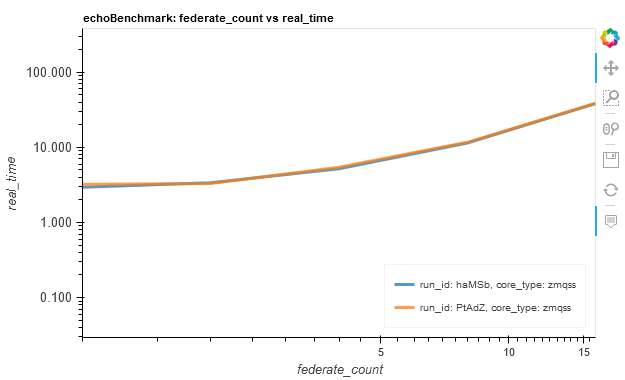 echoBenchmark: federate_count vs real_time
100.000
10.000
1.000
0.100
real_time
run_id: haMSb, core_type: zmqss
run_id: PtAdZ, core_type: zmqss
5
10
15
federate_count